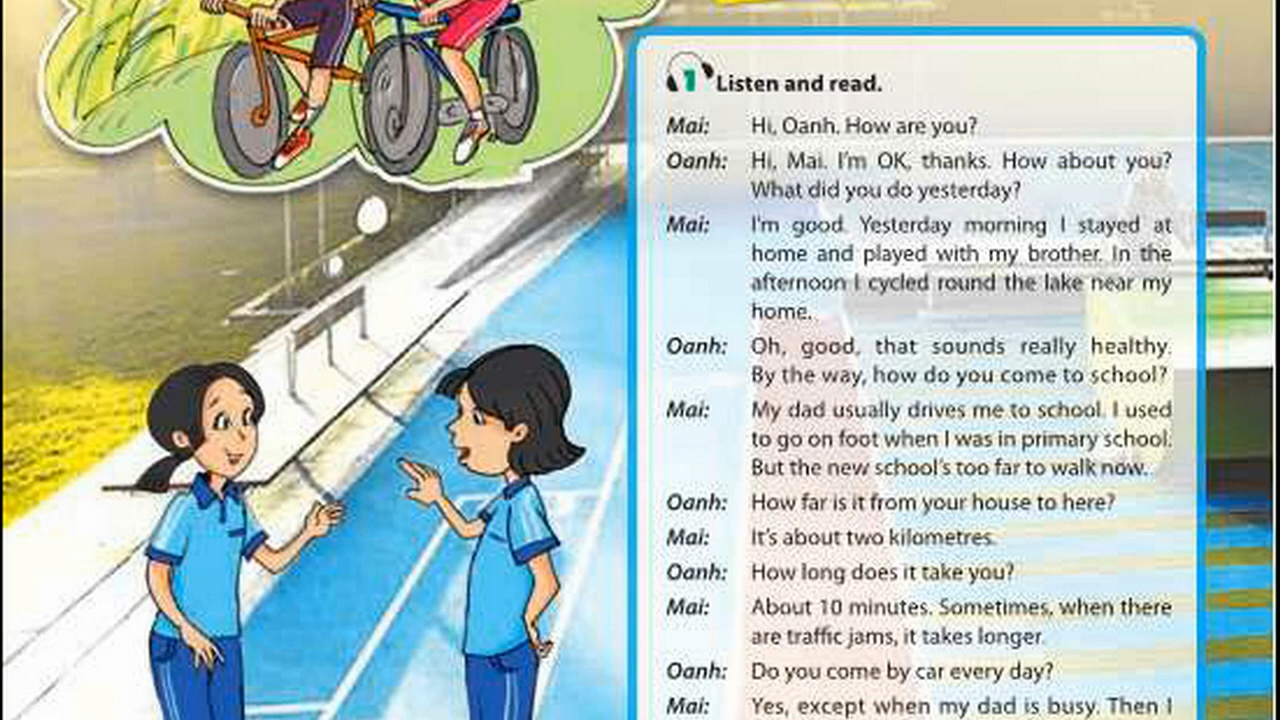 1 Listen and read.
Mai: Hi, Oanh. How are you?
Oanh: Hi, Mai. I'm OK, thanks. How about you?
What did you do yesterday?
Mai: I'm good. Yesterday morning I stayed at
home and played with my brother. In the
afternoon I cycled round the lake near my
home.
Oanh: Oh, good, that sounds really healthy.
By the way, how do you come to school?
Mai: My dad usually drives me to school. I used
to go on foot when I was in primary school.
But the new school's too far to walk now.
Oanh: How far is it from your house to here?
Mai: It's about two kilometres.
Oanh: How long does it take you?
Mai: About 10 minutes. Sometimes, when there
are traffic jams, it takes longer.
Oanh: Do you come by car every day?
Mai: Yes, except when my dad is busy. Then I